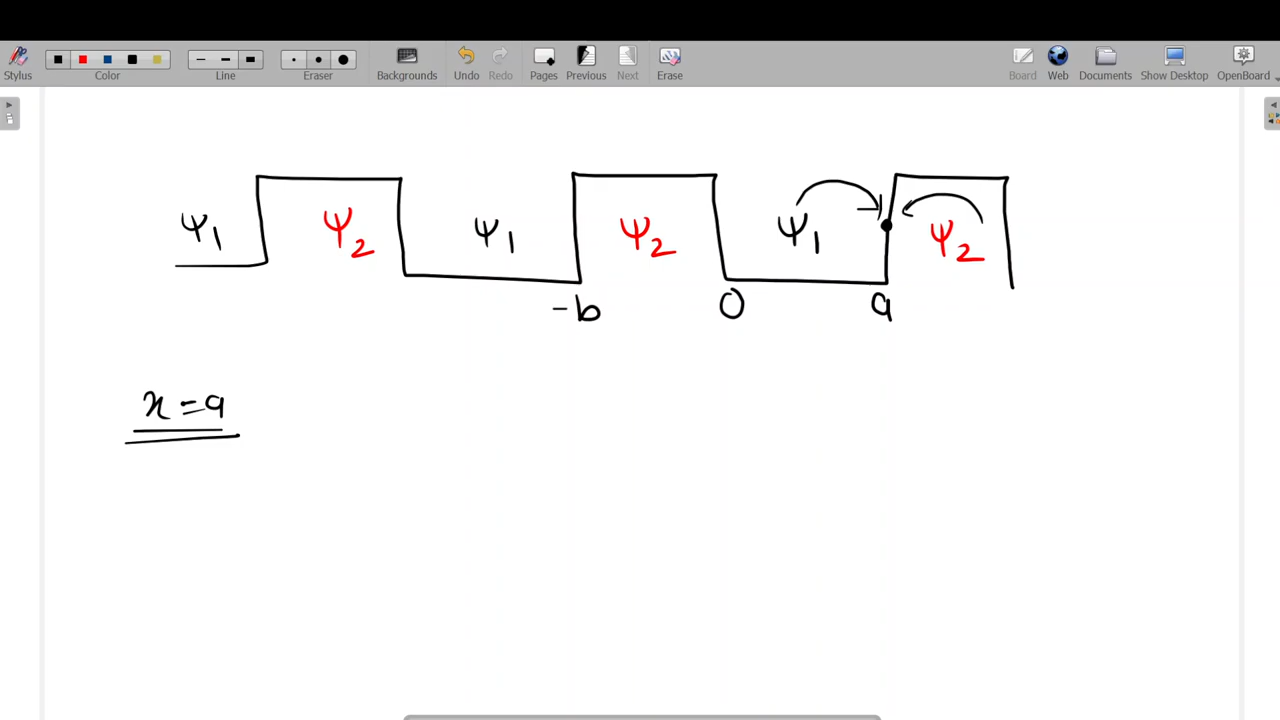 Stylus Color Line Eraser Backgrounds Undo Redo Pages Previous Next Erase Board Web Documents Show Desktop OpenBoard
ψ1 ψ2 ψ1 ψ2 ψ1 ψ2
-b 0 a
x = a